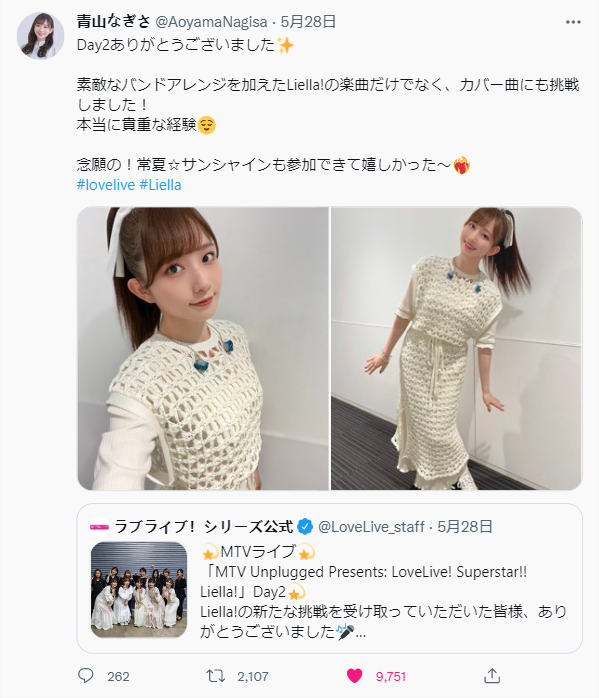 青山なぎさ @AoyamaNagisa · 5月28日
Day2ありがとうございました✨
素敵なバンドアレンジを加えたLiella!の楽曲だけでなく、カバー曲にも挑戦
しました！
本当に貴重な経験😌
念願の！常夏☆サンシャインも参加できて嬉しかった〜❤️‍🔥
#lovelive #Liella
ラブライブ！シリーズ公式 @LoveLive_staff · 5月28日
💫MTVライブ💫
「MTV Unplugged Presents: LoveLive! Superstar!!
Liella!」Day2💫
Liella!の新たな挑戦を受け取っていただいた皆様、あり
がとうございました🎤...
262 2,107 9,751